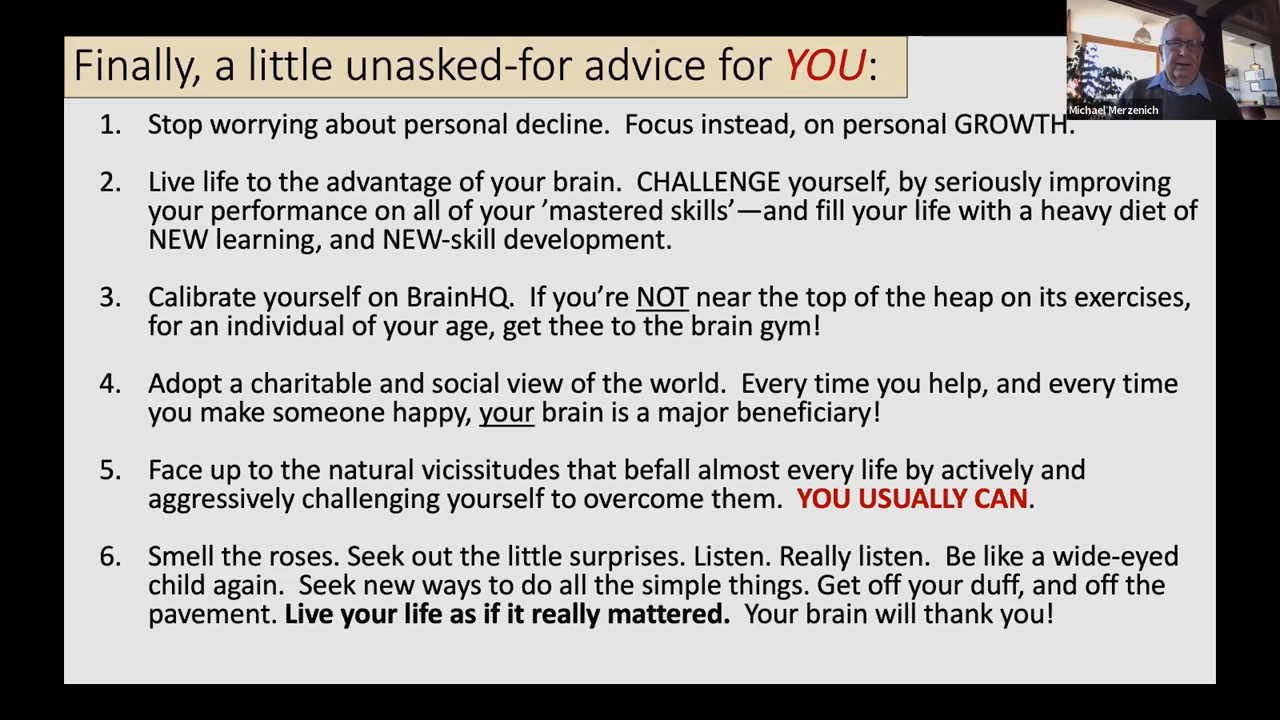 Finally, a little unasked-for advice for YOU:
Michael Merzenich
1. Stop worrying about personal decline. Focus instead, on personal GROWTH.
2. Live life to the advantage of your brain. CHALLENGE yourself, by seriously improving
your performance on all of your ’mastered skills’—and fill your life with a heavy diet of
NEW learning, and NEW-skill development.
3. Calibrate yourself on BrainHQ. If you’re NOT near the top of the heap on its exercises,
for an individual of your age, get thee to the brain gym!
4. Adopt a charitable and social view of the world. Every time you help, and every time
you make someone happy, your brain is a major beneficiary!
5. Face up to the natural vicissitudes that befall almost every life by actively and
aggressively challenging yourself to overcome them. YOU USUALLY CAN.
6. Smell the roses. Seek out the little surprises. Listen. Really listen. Be like a wide-eyed
child again. Seek new ways to do all the simple things. Get off your duff, and off the
pavement. Live your life as if it really mattered. Your brain will thank you!